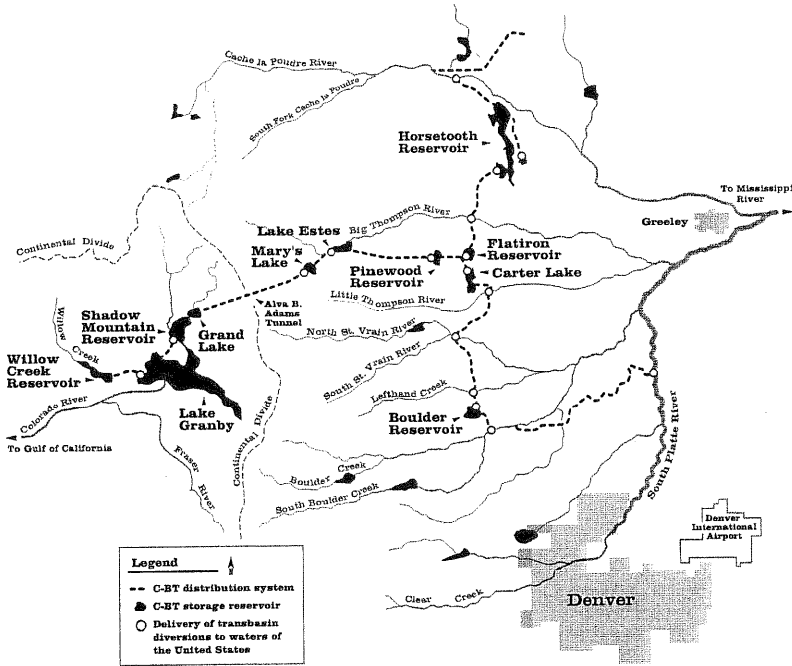 Cache la Poudre River
South Fork Cache la Poudre
Horsetooth
Reservoir
To Mississippi
River
Greeley
Continental Divide
Lake Estes
Big Thompson River
Mary's
Lake
Flatiron
Reservoir
Pinewood
Reservoir
Carter Lake
Little Thompson River
Alva B.
Adams
Tunnel
Shadow
Mountain
Reservoir
Grand
Lake
North St. Vrain River
South St. Vrain River
Willow
Creek
Willow
Creek
Reservoir
Lefthand Creek
Lake
Granby
Colorado River
Boulder
Reservoir
To Gulf of California
Continental Divide
Fraser
River
Boulder Creek
South Boulder Creek
South Platte River
Denver
International
Airport
Clear Creek
Denver
Legend
N
C-BT distribution system
C-BT storage reservoir
Delivery of transbasin
diversions to waters of
the United States